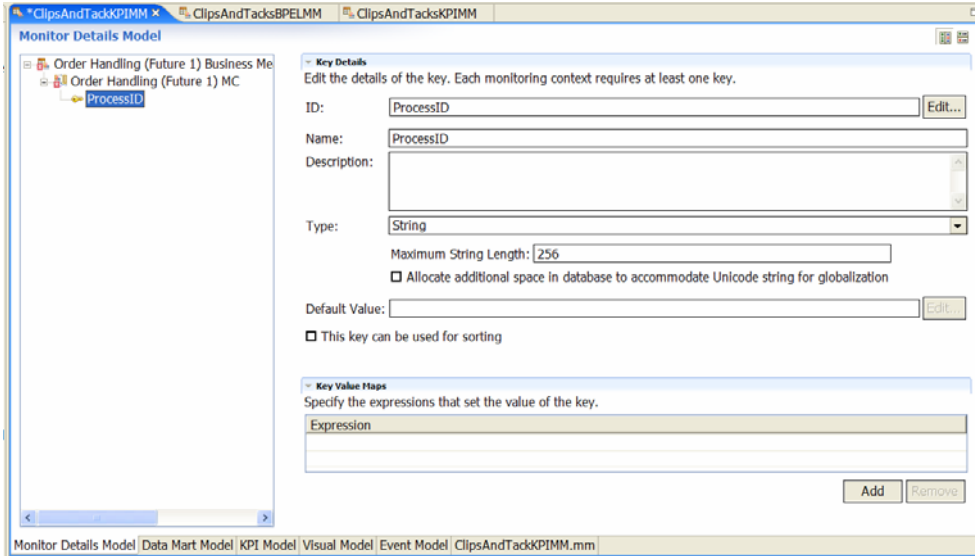 *ClipsAndTackKPIMM ClipsAndTacksBPELMM ClipsAndTacksKPIMM
Monitor Details Model
Order Handling (Future 1) Business Me
Order Handling (Future 1) MC
ProcessID
Key Details
Edit the details of the key. Each monitoring context requires at least one key.
ID: ProcessID Edit...
Name: ProcessID
Description:
Type: String
Maximum String Length: 256
Allocate additional space in database to accommodate Unicode string for globalization
Default Value: Edit...
This key can be used for sorting
Key Value Maps
Specify the expressions that set the value of the key.
Expression
Add Remove
Monitor Details Model Data Mart Model KPI Model Visual Model Event Model ClipsAndTackKPIMM.mm